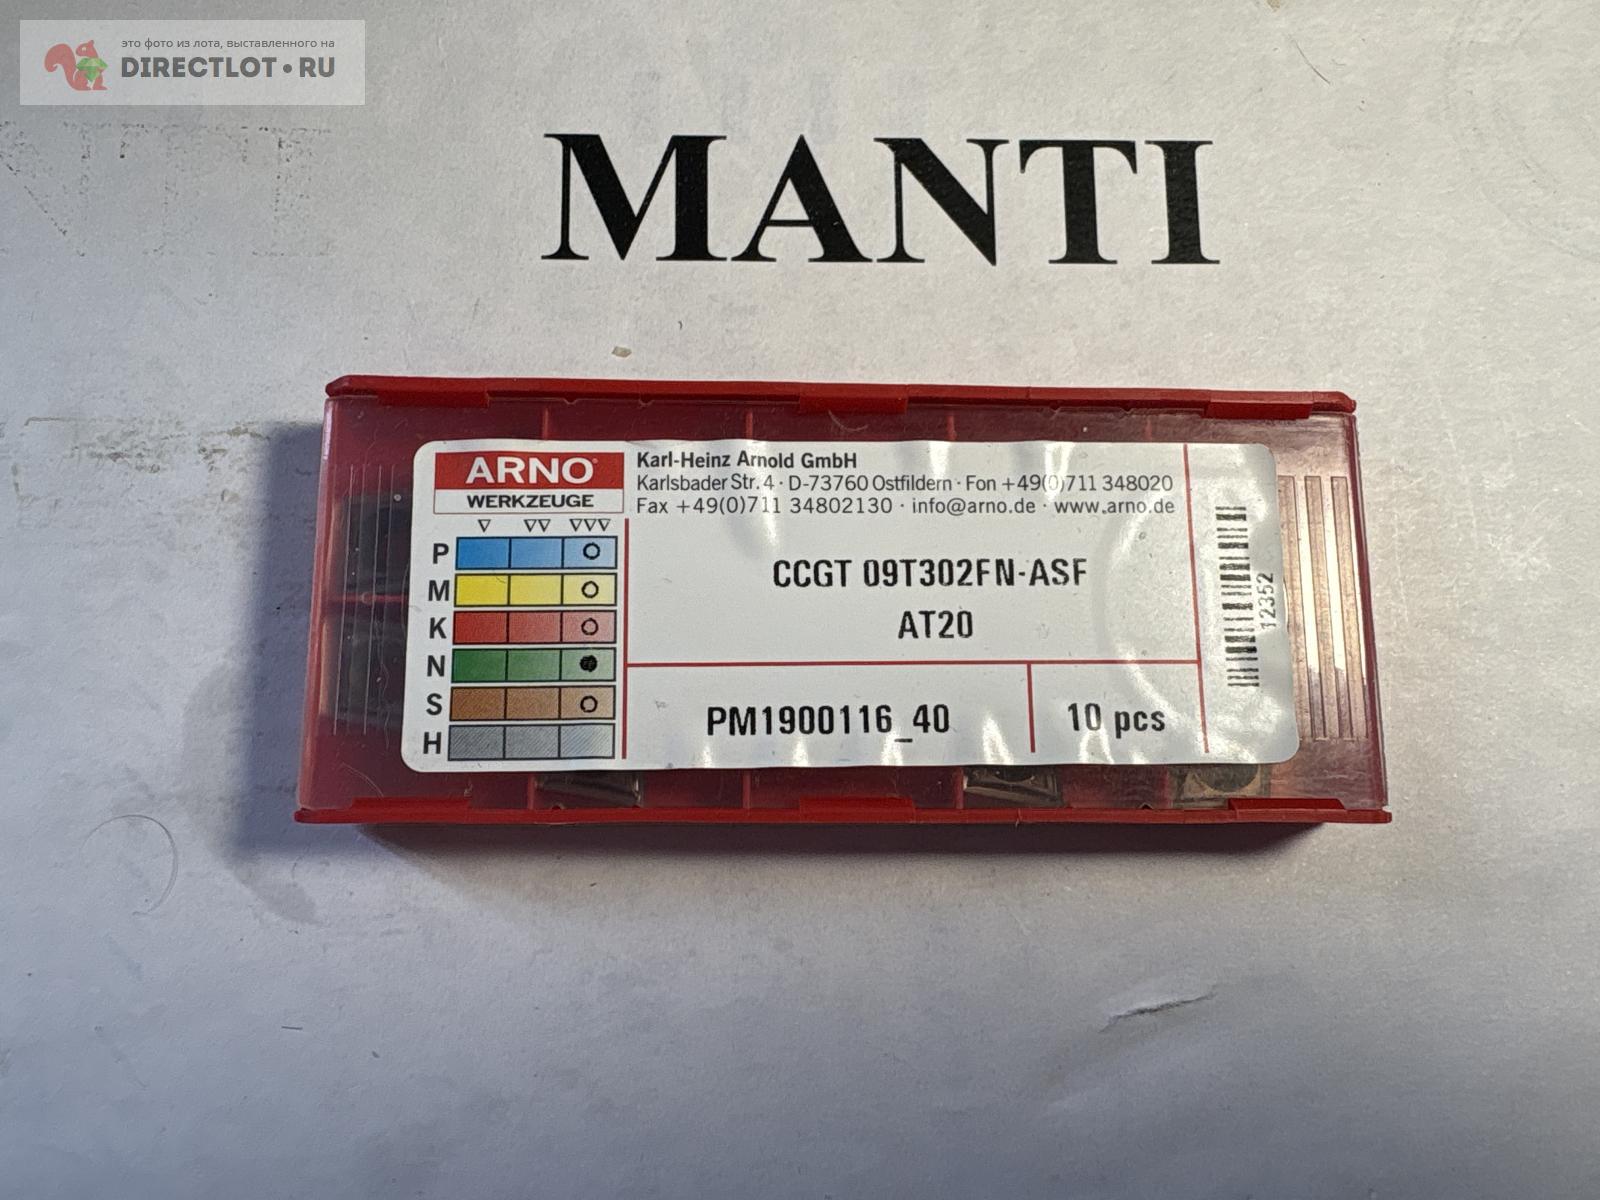 это фото из лота, выставленного на
DIRECTLOT•RU
MANTI
ARNO
WERKZEUGE
Karl-Heinz Arnold GmbH
Karlsbader Str. 4 · D-73760 Ostfildern · Fon +49(0)711 348020
Fax +49(0)711 34802130 · info@arno.de · www.arno.de
P
M
K
N
S
H
CCGT 09T302FN-ASF
AT20
PM1900116_40
10 pcs
12352